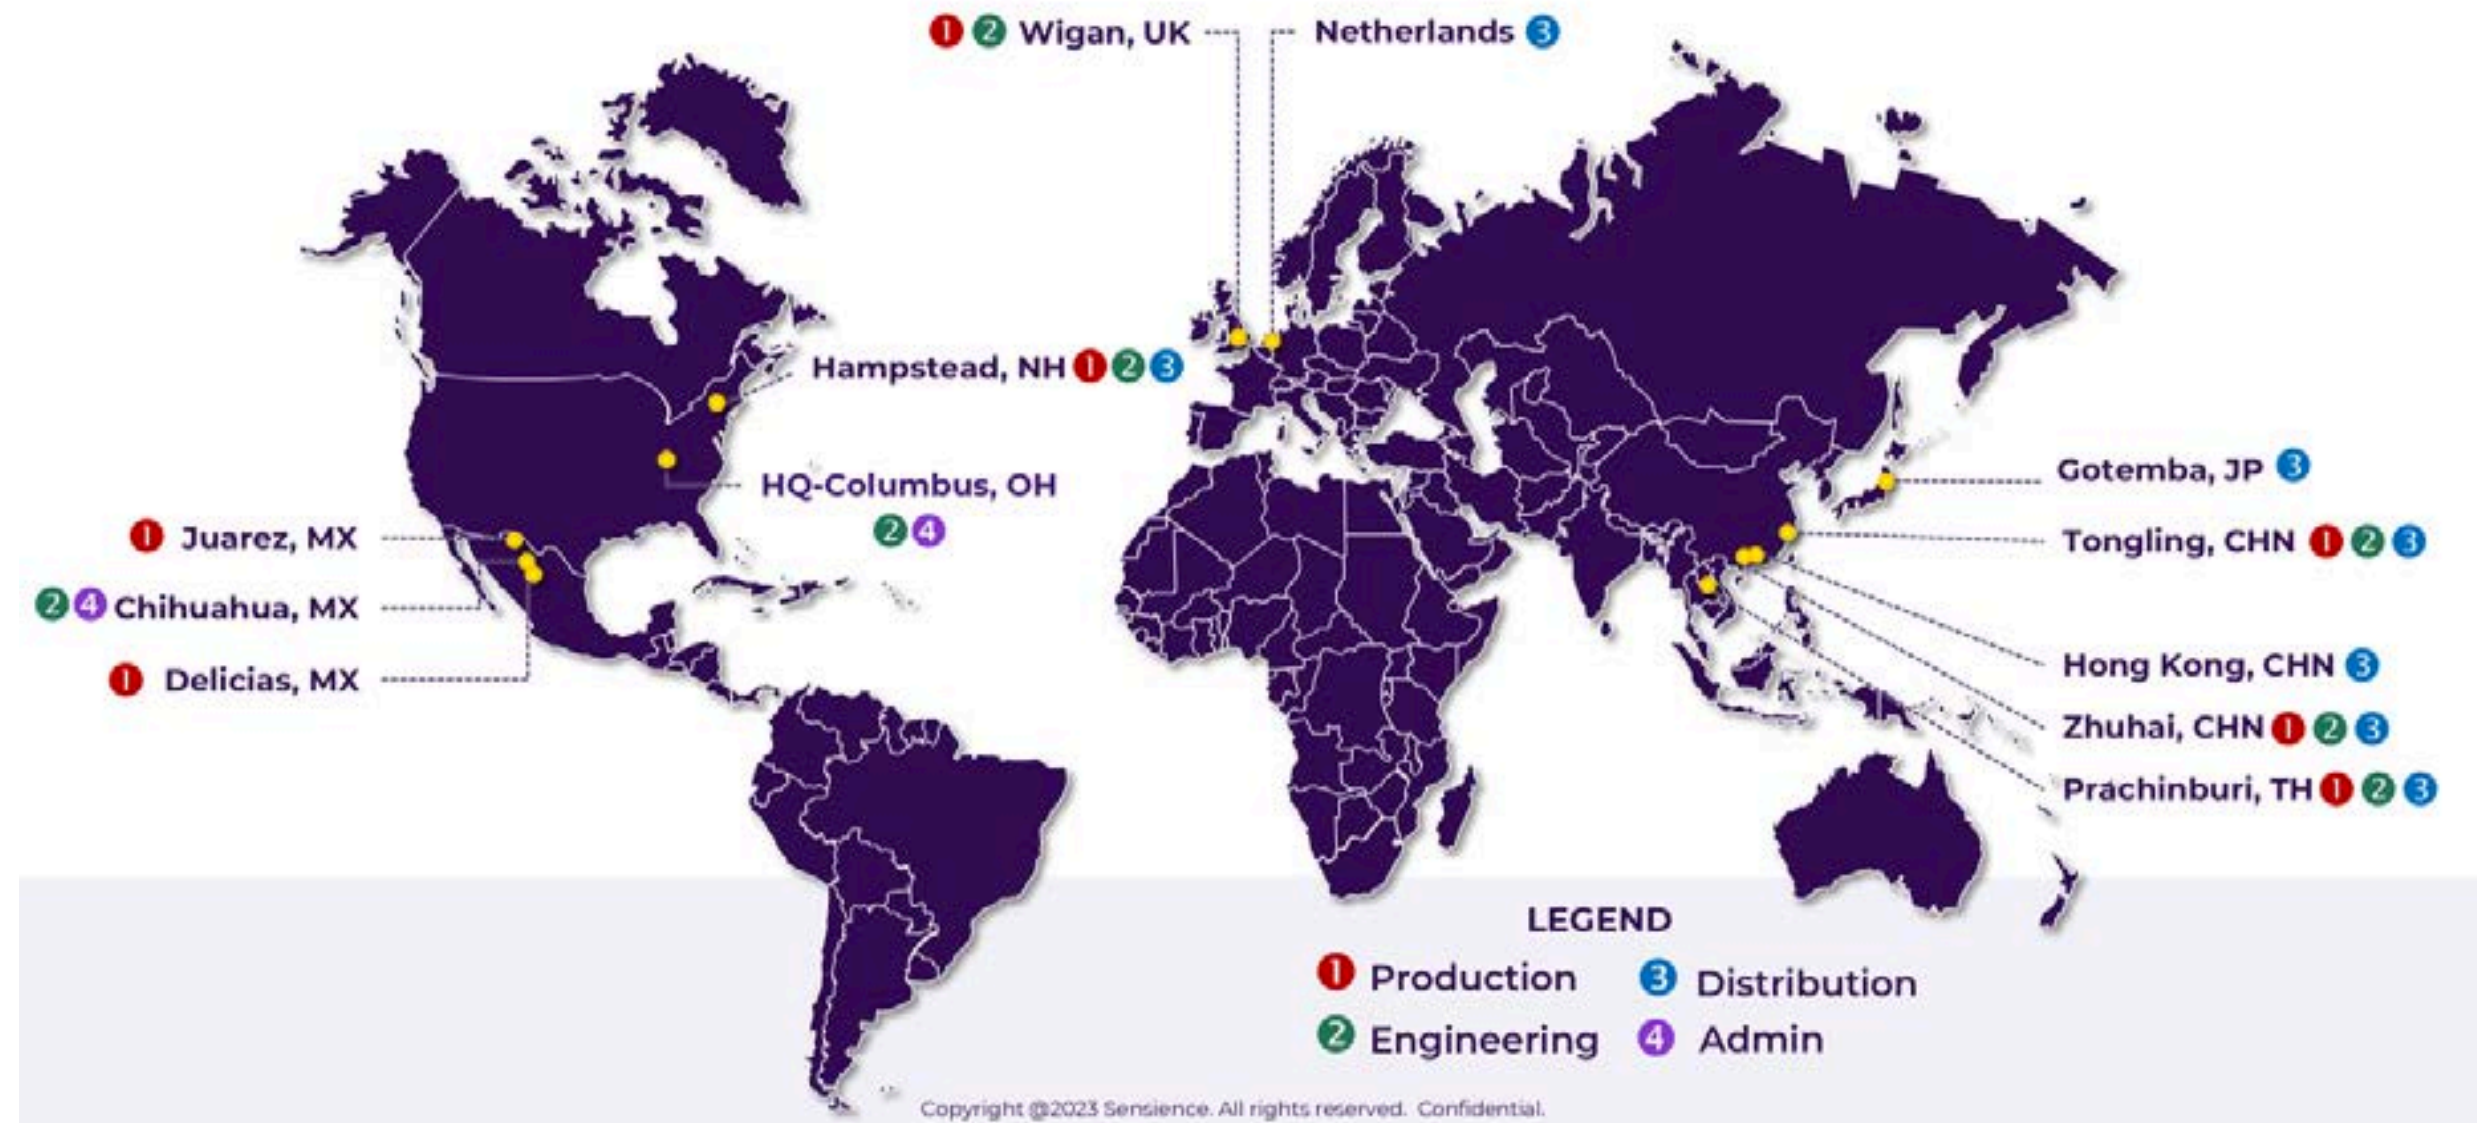 1 2 Wigan, UK
Netherlands 3
Hampstead, NH 1 2 3
HQ-Columbus, OH
2 4
1 Juarez, MX
2 4 Chihuahua, MX
1 Delicias, MX
Gotemba, JP 3
Tongling, CHN 1 2 3
Hong Kong, CHN 3
Zhuhai, CHN 1 2 3
Prachinburi, TH 1 2 3
LEGEND
1 Production
3 Distribution
2 Engineering
4 Admin
Copyright @2023 Sensience. All rights reserved. Confidential.